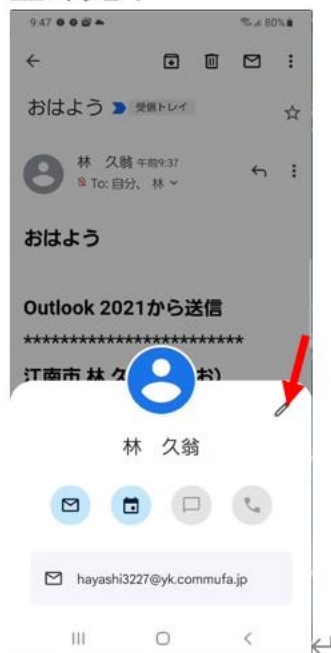 9:47
80%
おはよう 受信トレイ
林 久翁 午前9:37
To: 自分、 林
おはよう
Outlook 2021から送信
************************
江南市 林 久
お)
林 久翁
hayashi3227@yk.commufa.jp